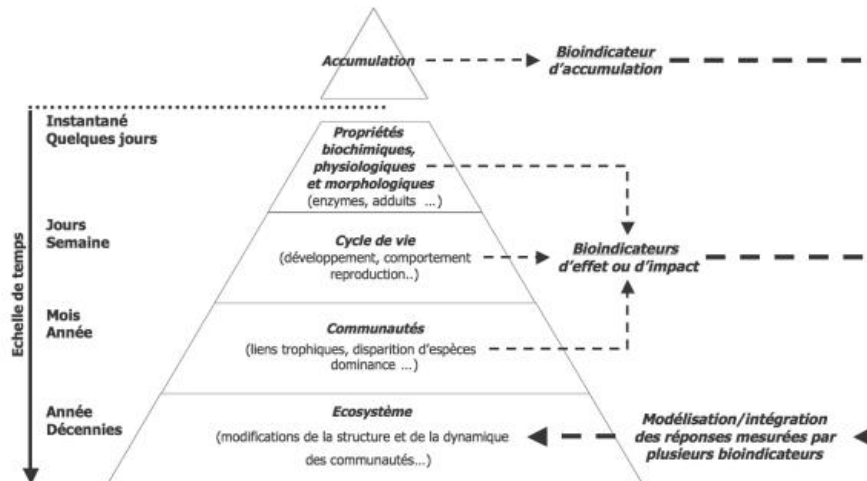 Accumulation
Bioindicateur
d'accumulation
Instantané
Quelques jours
Propriétés
biochimiques,
physiologiques
et morphologiques
(enzymes, adduits ...)
Jours
Semaine
Cycle de vie
(développement, comportement
reproduction..)
Bioindicateurs
d'effet ou d'impact
Echelle de temps
Mois
Année
Communautés
(liens trophiques, disparition d'espèces
dominance ...)
Année
Décennies
Ecosystème
(modifications de la structure et de la dynamique
des communautés...)
Modélisation/intégration
des réponses mesurées par
plusieurs bioindicateurs